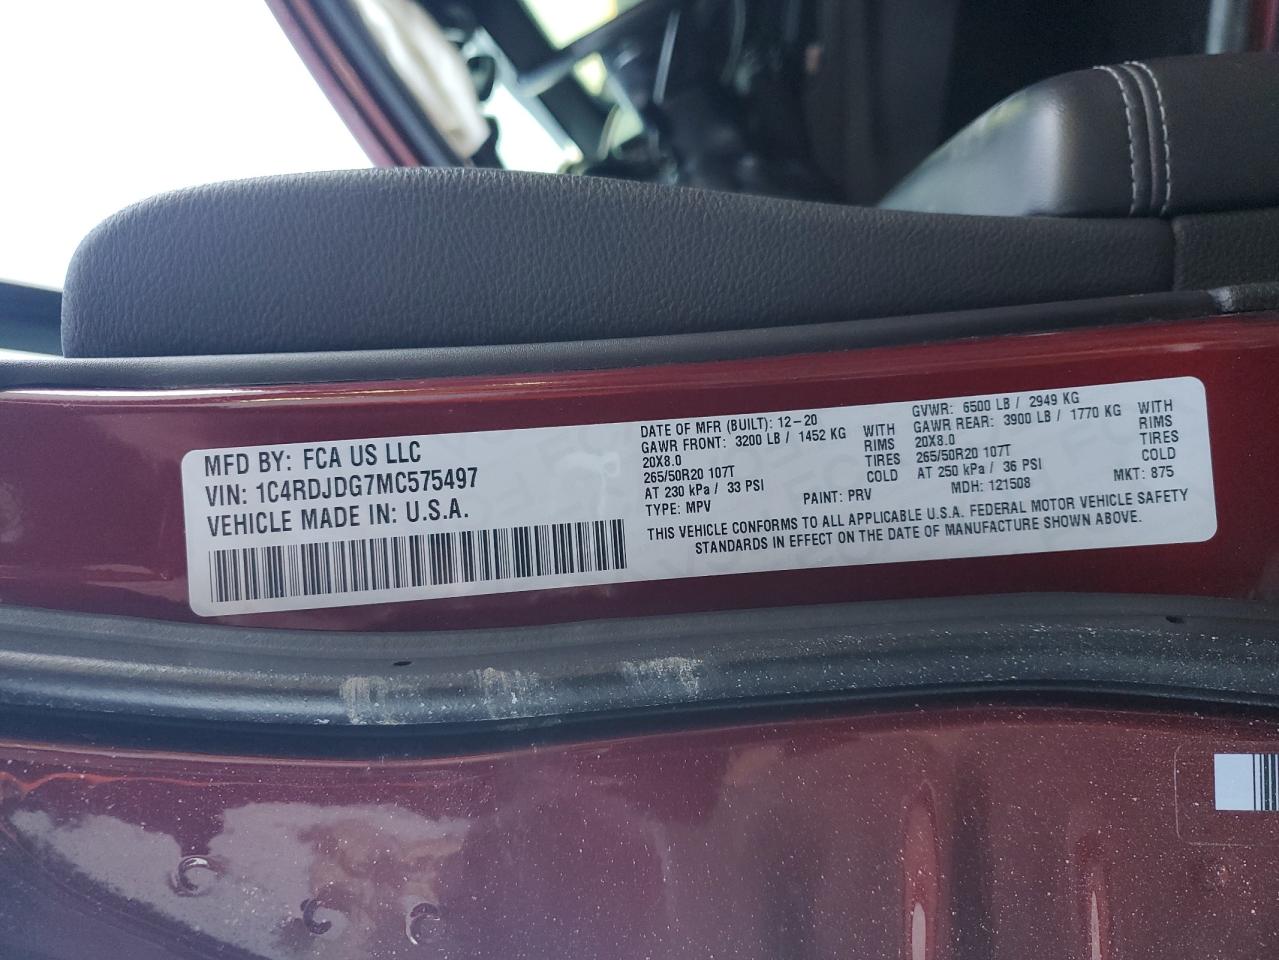 MFD BY: FCA US LLC
VIN: 1C4RDJDG7MC575497
VEHICLE MADE IN: U.S.A.
DATE OF MFR (BUILT): 12-20
GAWR FRONT: 3200 LB / 1452 KG WITH
20X8.0 RIMS
265/50R20 107T TIRES
AT 230 kPa / 33 PSI COLD
TYPE: MPV PAINT: PRV
GVWR: 6500 LB / 2949 KG
GAWR REAR: 3900 LB / 1770 KG WITH
20X8.0 RIMS
265/50R20 107T TIRES
AT 250 kPa / 36 PSI COLD
MDH: 121508 MKT: 875
THIS VEHICLE CONFORMS TO ALL APPLICABLE U.S.A. FEDERAL MOTOR VEHICLE SAFETY
STANDARDS IN EFFECT ON THE DATE OF MANUFACTURE SHOWN ABOVE.